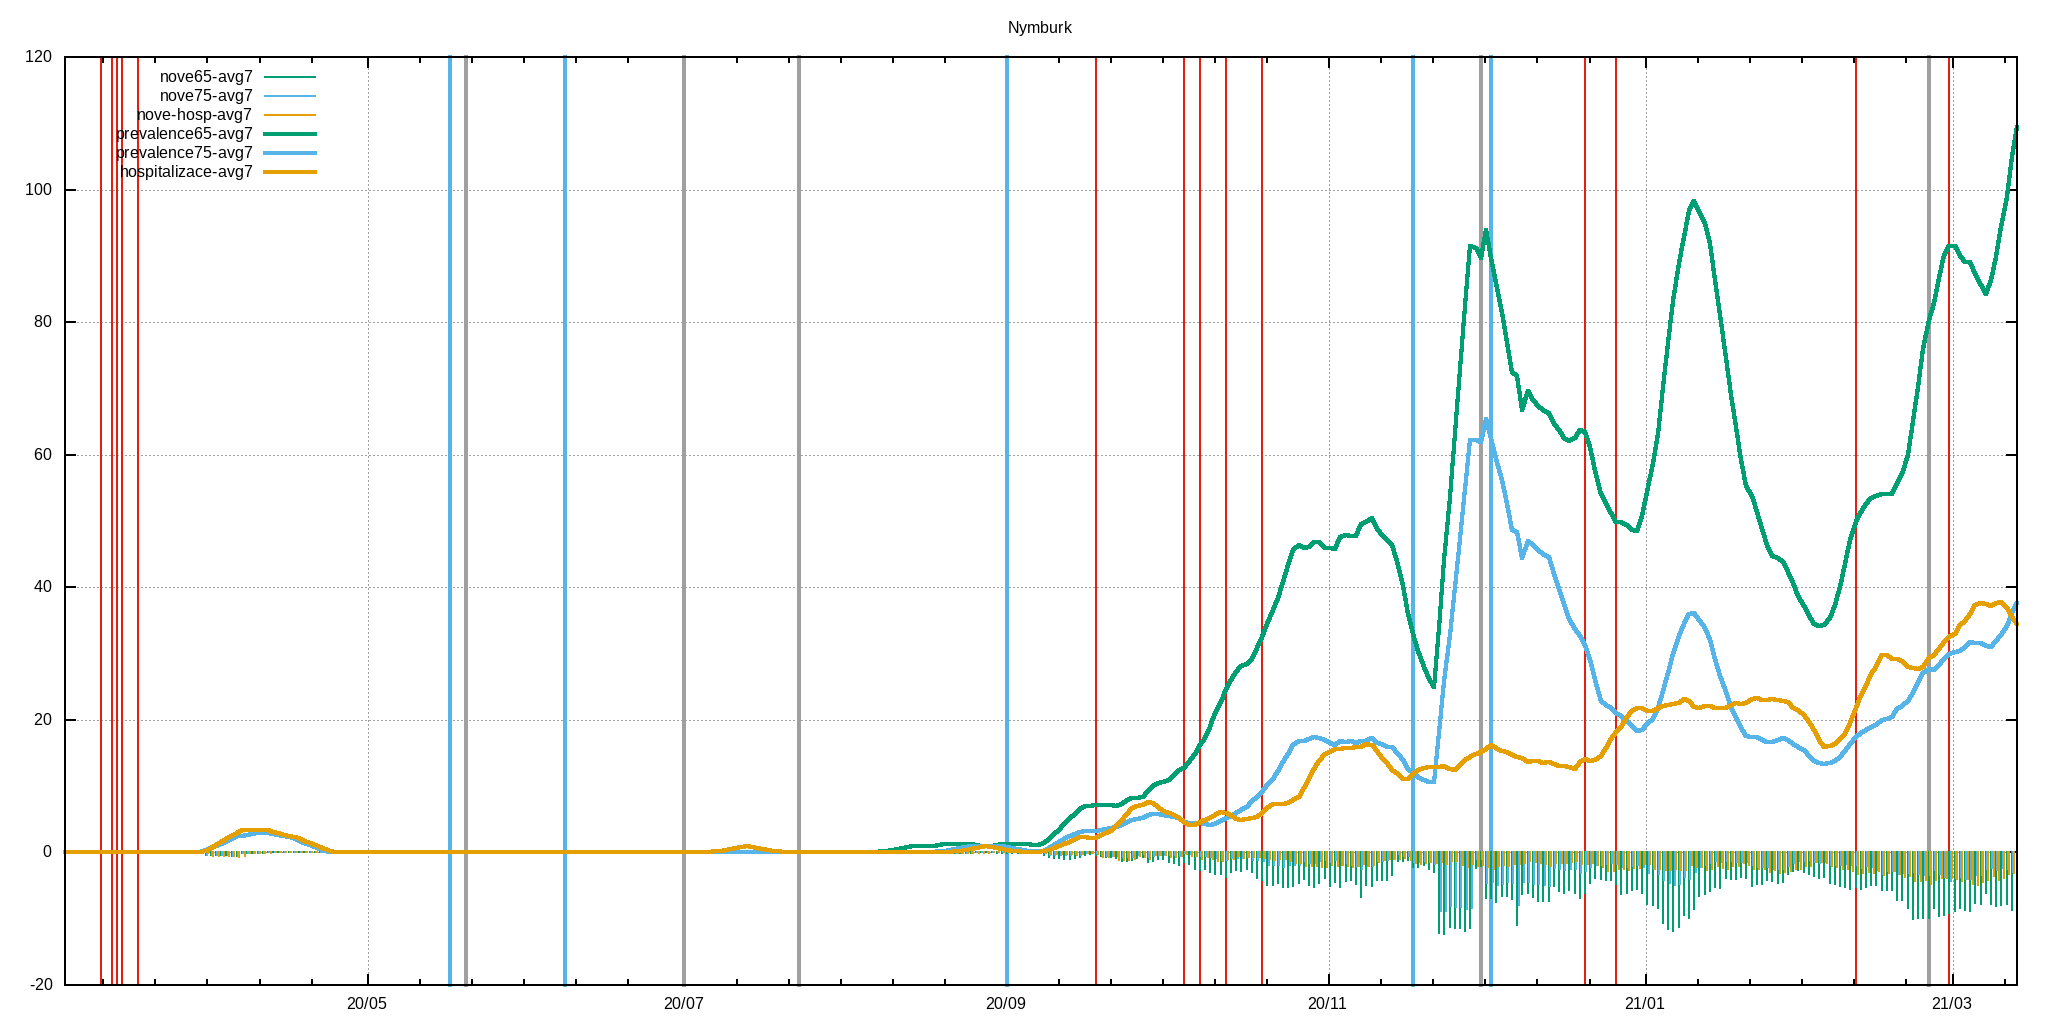 Nymburk
120
100
80
60
40
20
0
-20
nove65-avg7
nove75-avg7
nove-hosp-avg7
prevalence65-avg7
prevalence75-avg7
hospitalizace-avg7
20/05 20/07 20/09 20/11 21/01 21/03